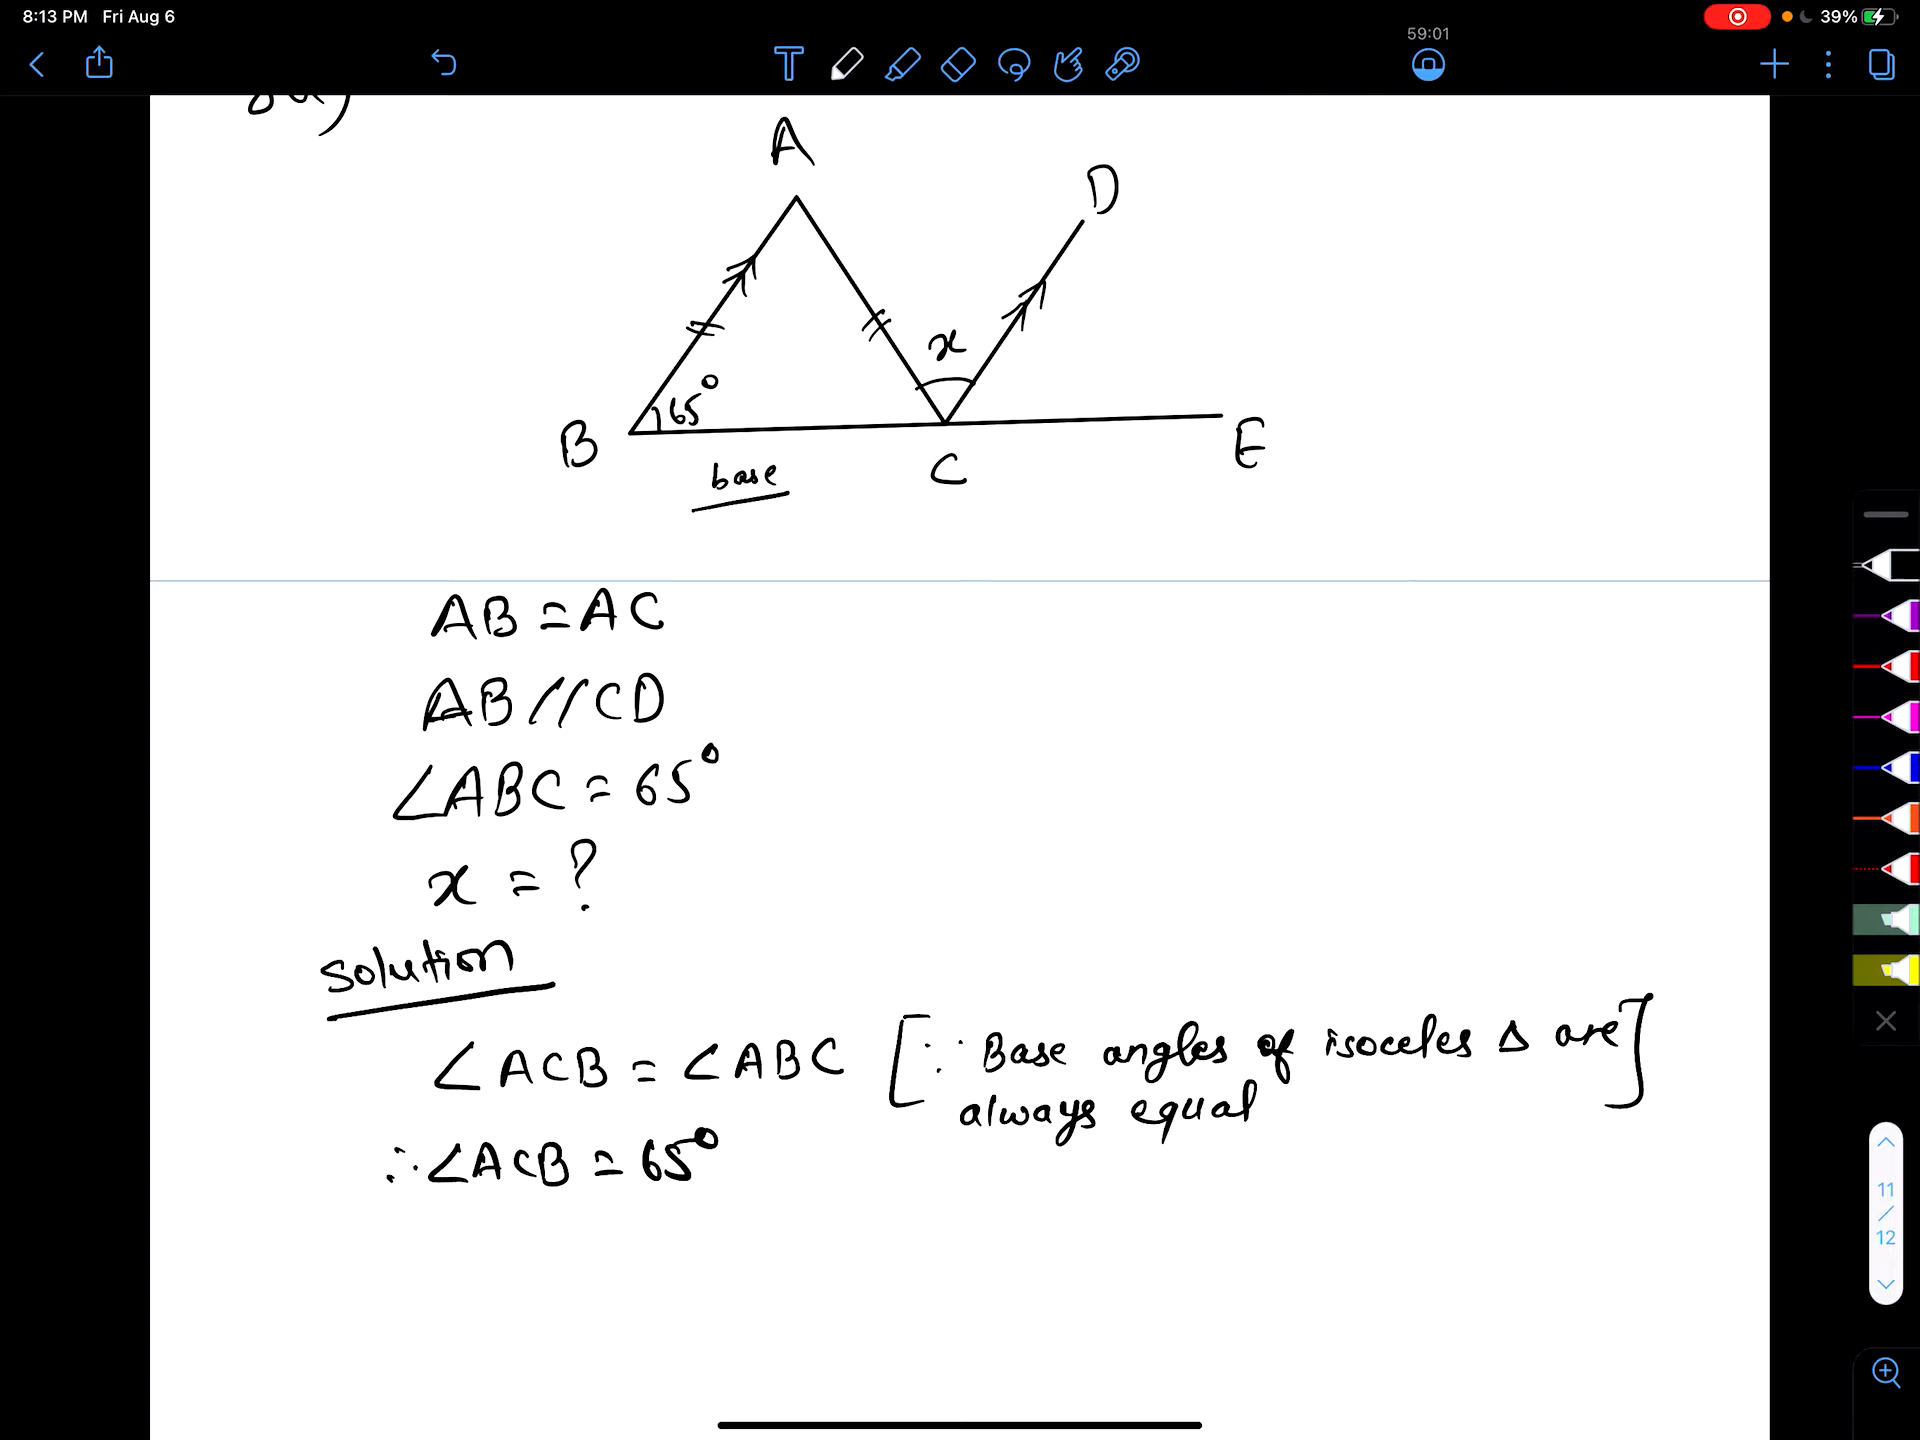 8:13 PM Fri Aug 6
39%
59:01
A
D
x
65°
B
C
E
base
AB = AC
AB // CD
∠ABC = 65°
x = ?
Solution
∠ACB = ∠ABC [∵ Base angles of isoceles Δ are
always equal]
∴ ∠ACB = 65°
11
/
12